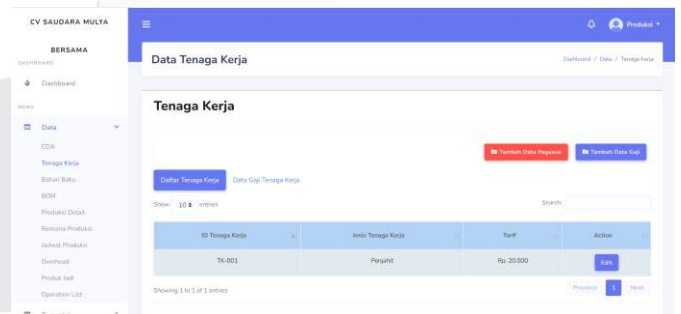 CV SAUDARA MULYA
BERSAMA
DASHBOARD
Dashboard
MENU
Data
COA
Tenaga Kerja
Bahan Baku
BOM
Produksi Detail
Rencana Produksi
Jadwal Produksi
Overhead
Produk Jadi
Operation List
Produksi
Data Tenaga Kerja
Dashboard / Data / Tenaga Kerja
Tenaga Kerja
Tambah Data Pegawai
Tambah Data Gaji
Daftar Tenaga Kerja
Data Gaji Tenaga Kerja
Show 10 entries
Search:
ID Tenaga Kerja
Jenis Tenaga Kerja
Tarif
Action
TK-001
Penjahit
Rp. 20.000
Edit
Showing 1 to 1 of 1 entries
Previous 1 Next